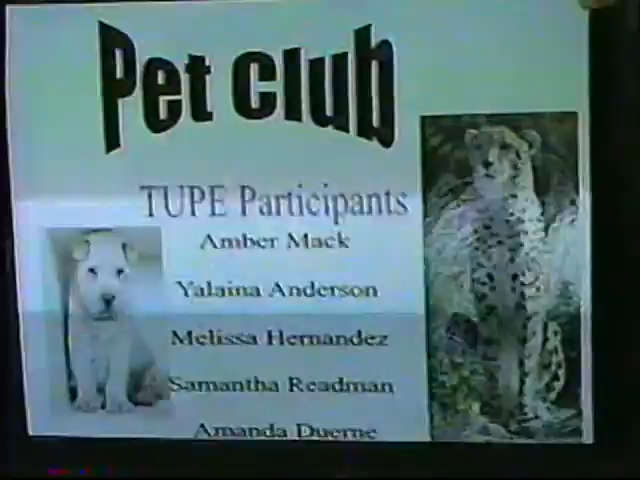 Pet Club
TUPE Participants
Amber Mack
Yalaina Anderson
Melissa Hernandez
Samantha Readman
Amanda Duerne